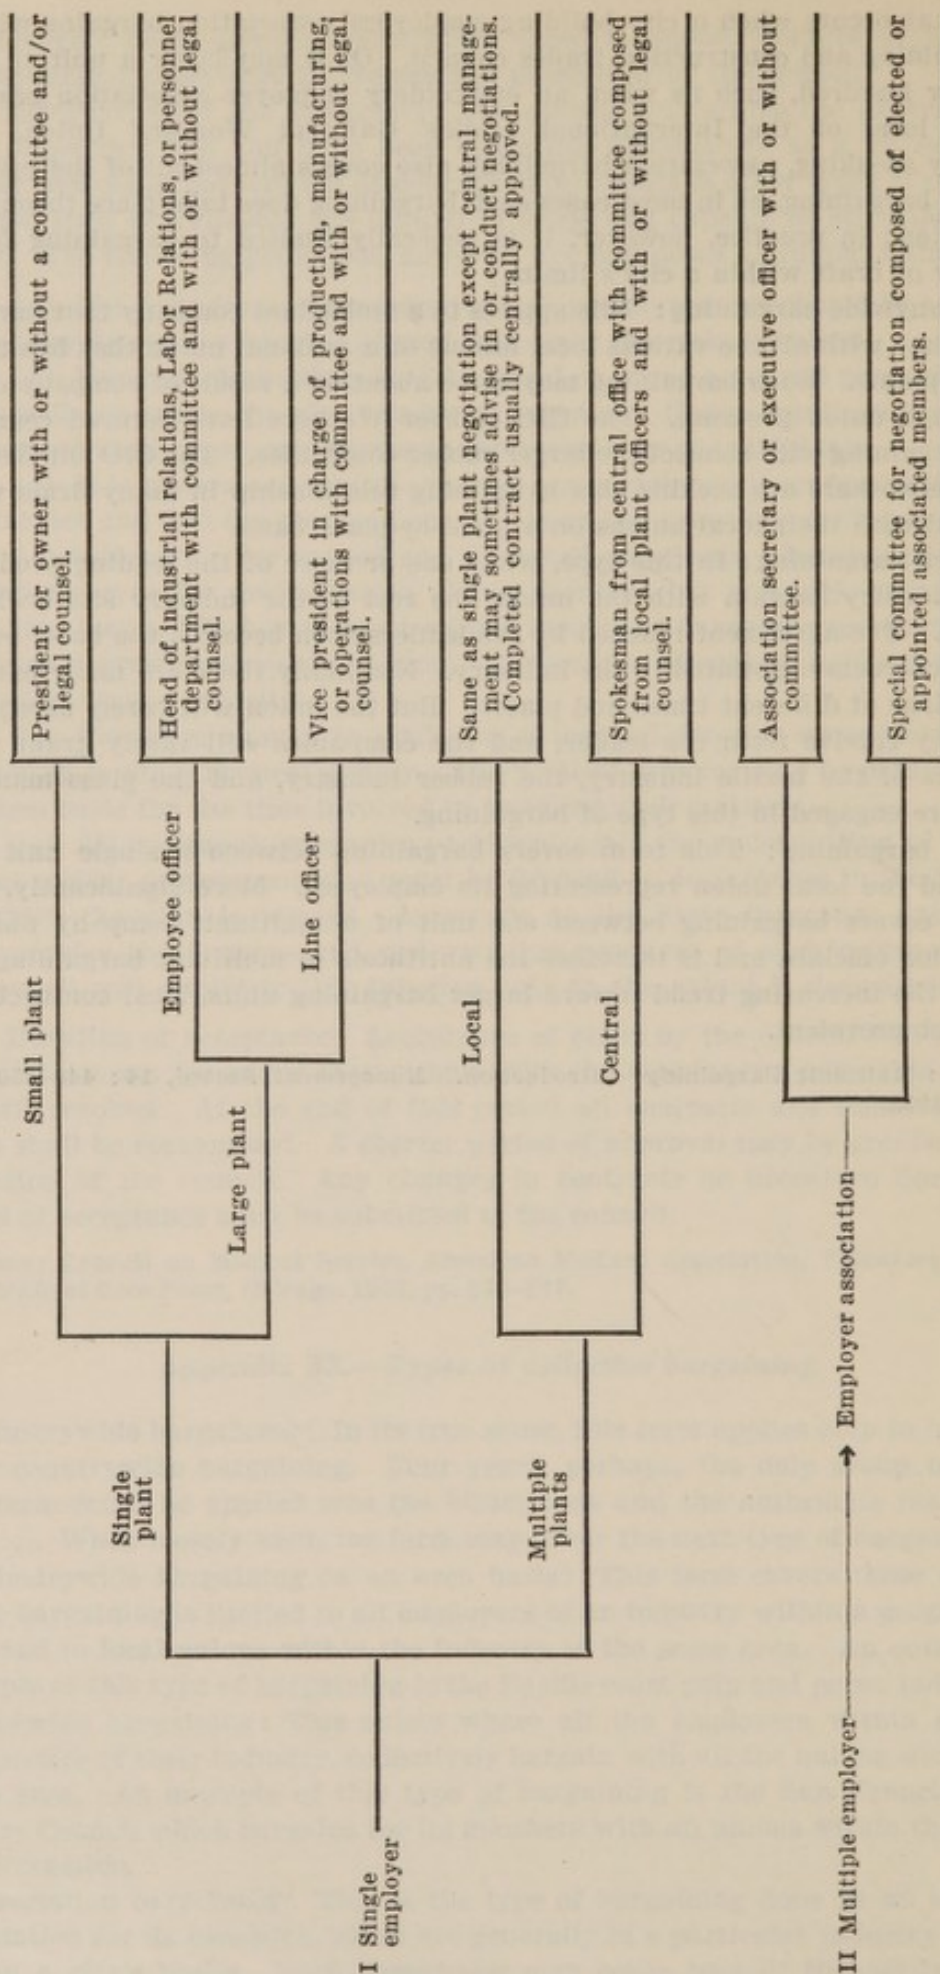 I Single
employer
Single
plant
Small plant
President or owner with or without a committee and/or
legal counsel.
Large plant
Employee officer
Head of industrial relations, Labor Relations, or personnel
department with committee and with or without legal
counsel.
Line officer
Vice president in charge of production, manufacturing,
or operations with committee and with or without legal
counsel.
Multiple
plants
Local
Same as single plant negotiation except central manage-
ment may sometimes advise in or conduct negotiations.
Completed contract usually centrally approved.
Central
Spokesman from central office with committee composed
from local plant officers and with or without legal
counsel.
II Multiple employer
Employer association
Association secretary or executive officer with or without
committee.
Special committee for negotiation composed of elected or
appointed associated members.